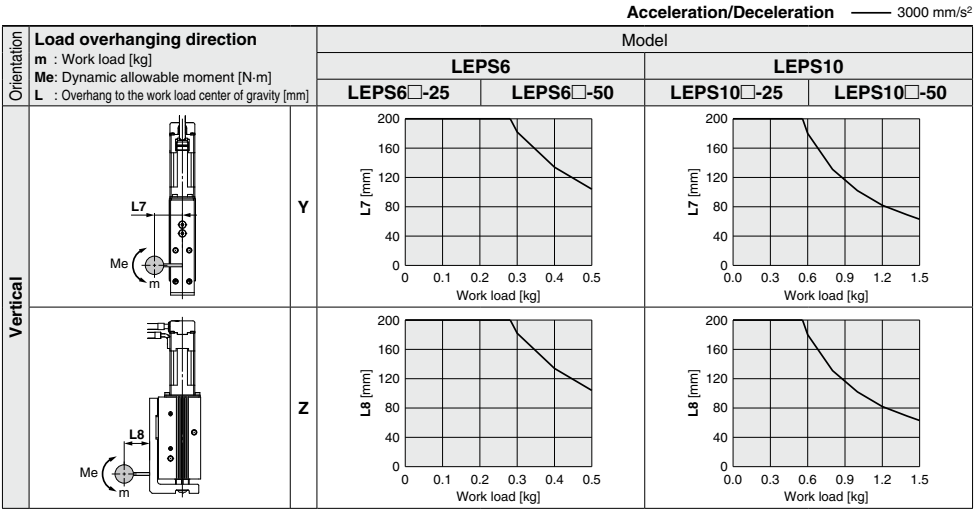 Acceleration/Deceleration — 3000 mm/s²
Orientation
Load overhanging direction
m : Work load [kg]
Me: Dynamic allowable moment [N·m]
L : Overhang to the work load center of gravity [mm]
Model
LEPS6
LEPS10
LEPS6□-25
LEPS6□-50
LEPS10□-25
LEPS10□-50
Vertical
L7
Me
m
Y
L7 [mm]
200
160
120
80
40
0
0 0.1 0.2 0.3 0.4 0.5
Work load [kg]
L7 [mm]
200
160
120
80
40
0
0.0 0.3 0.6 0.9 1.2 1.5
Work load [kg]
L8
Me
m
Z
L8 [mm]
200
160
120
80
40
0
0 0.1 0.2 0.3 0.4 0.5
Work load [kg]
L8 [mm]
200
160
120
80
40
0
0.0 0.3 0.6 0.9 1.2 1.5
Work load [kg]